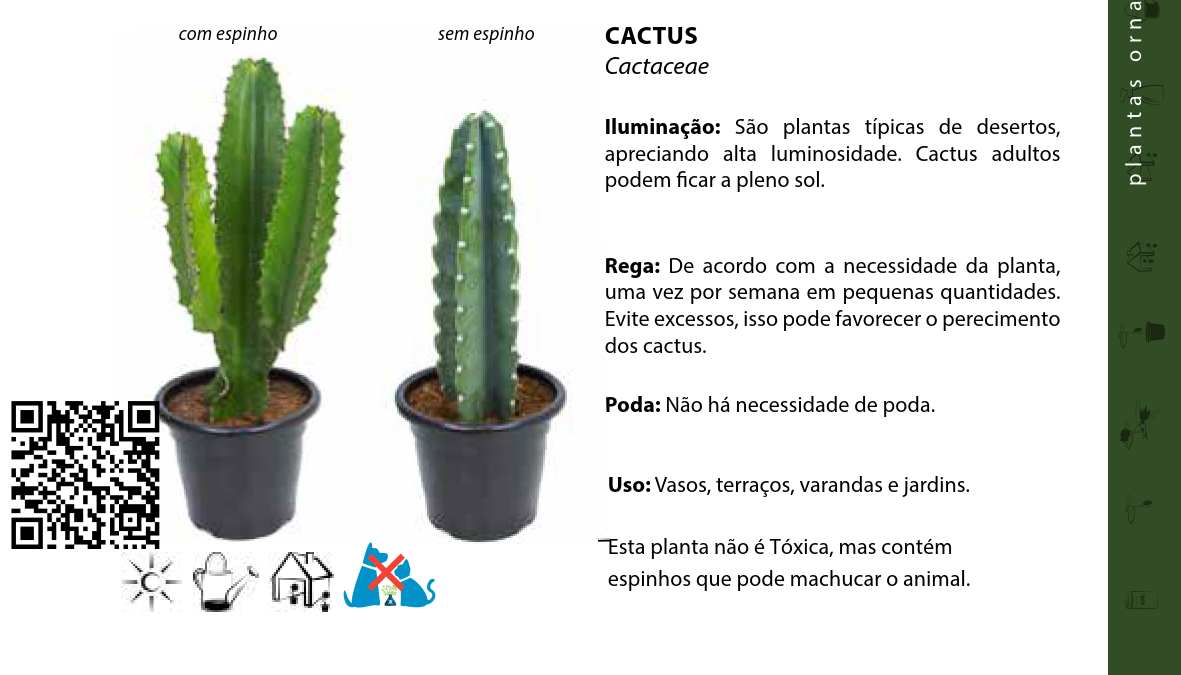 com espinho
sem espinho
CACTUS
Cactaceae
Iluminação: São plantas típicas de desertos,
apreciando alta luminosidade. Cactus adultos
podem ficar a pleno sol.
Rega: De acordo com a necessidade da planta,
uma vez por semana em pequenas quantidades.
Evite excessos, isso pode favorecer o perecimento
dos cactus.
Poda: Não há necessidade de poda.
Uso: Vasos, terraços, varandas e jardins.
Esta planta não é Tóxica, mas contém
espinhos que pode machucar o animal.
plantas orna